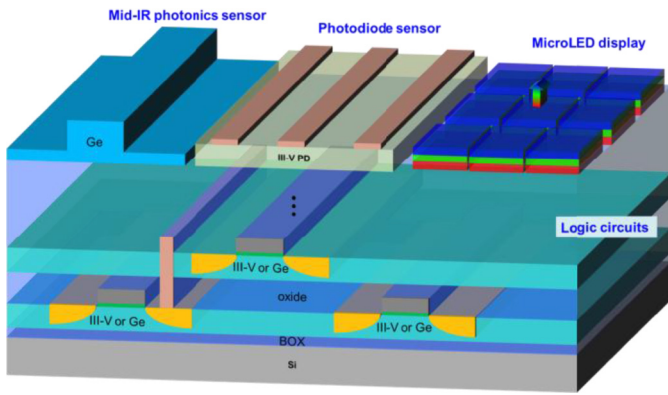 Mid-IR photonics sensor
Photodiode sensor
MicroLED display
Ge
III-V PD
Logic circuits
III-V or Ge
oxide
III-V or Ge
III-V or Ge
BOX
Si